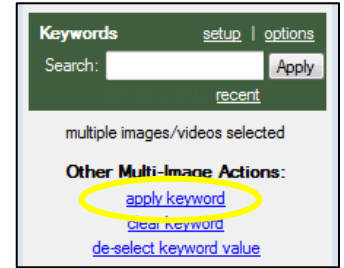 Keywords setup | options
Search: Apply
recent
multiple images/videos selected
Other Multi-Image Actions:
apply keyword
clear keyword
de-select keyword value